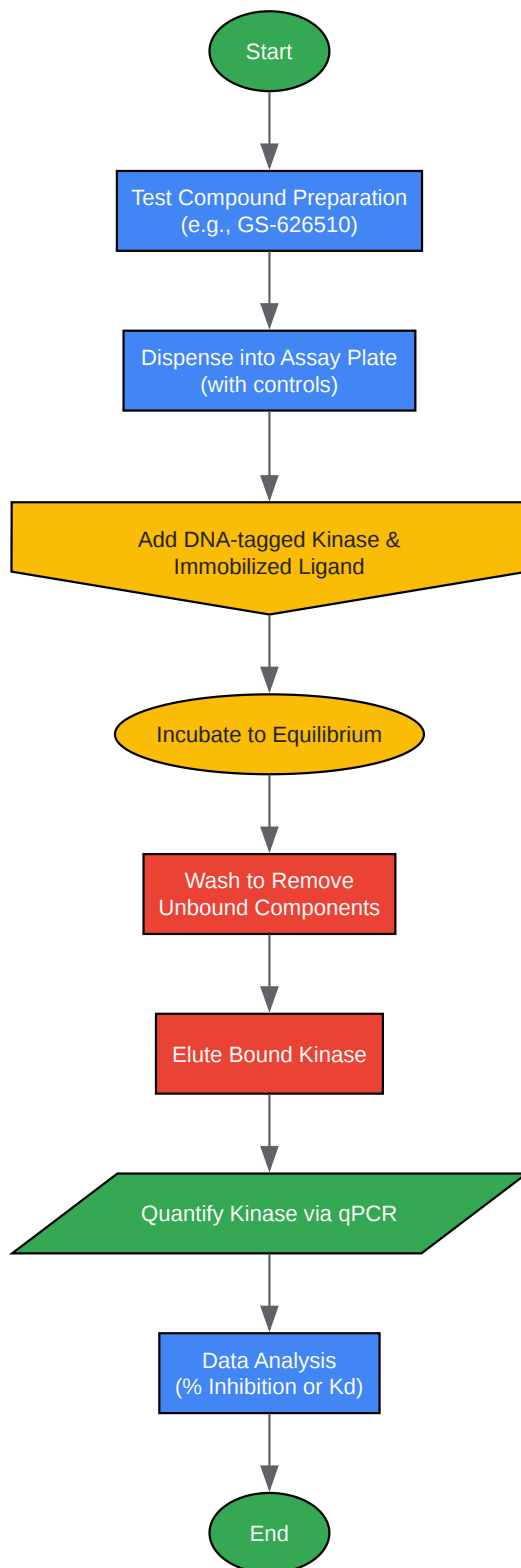 Start
Test Compound Preparation
(e.g., GS-626510)
Dispense into Assay Plate
(with controls)
Add DNA-tagged Kinase &
Immobilized Ligand
Incubate to Equilibrium
Wash to Remove
Unbound Components
Elute Bound Kinase
Quantify Kinase via qPCR
Data Analysis
(% Inhibition or Kd)
End